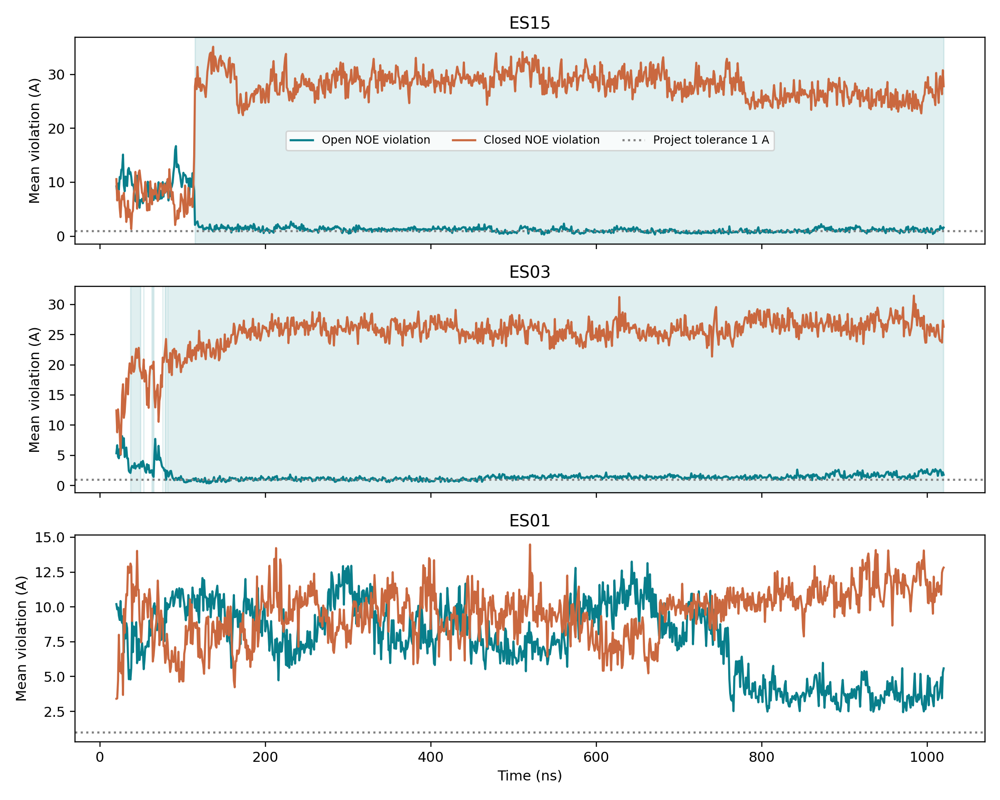 ES15
Mean violation (A)
30
20
10
0
Open NOE violation
Closed NOE violation
Project tolerance 1 A
ES03
Mean violation (A)
30
25
20
15
10
5
0
ES01
Mean violation (A)
15.0
12.5
10.0
7.5
5.0
2.5
0 200 400 600 800 1000
Time (ns)